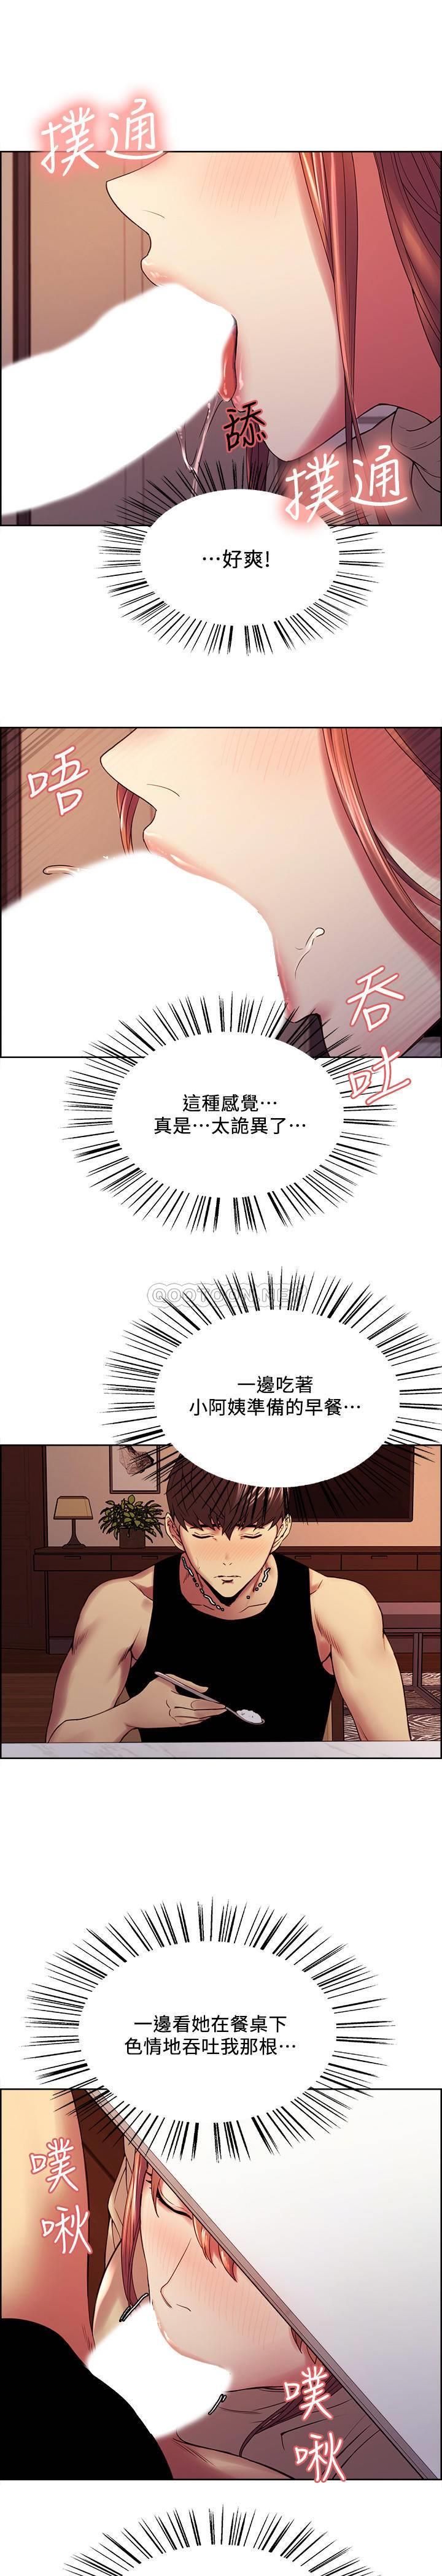 撲通
舔
撲通
…好爽!
唔
吞吐
這種感覺…
真是…太詭異了…
QOOTOON.NET
一邊吃著
小阿姨準備的早餐…
一邊看她在餐桌下
色情地吞吐我那根…
噗啾
噗啾